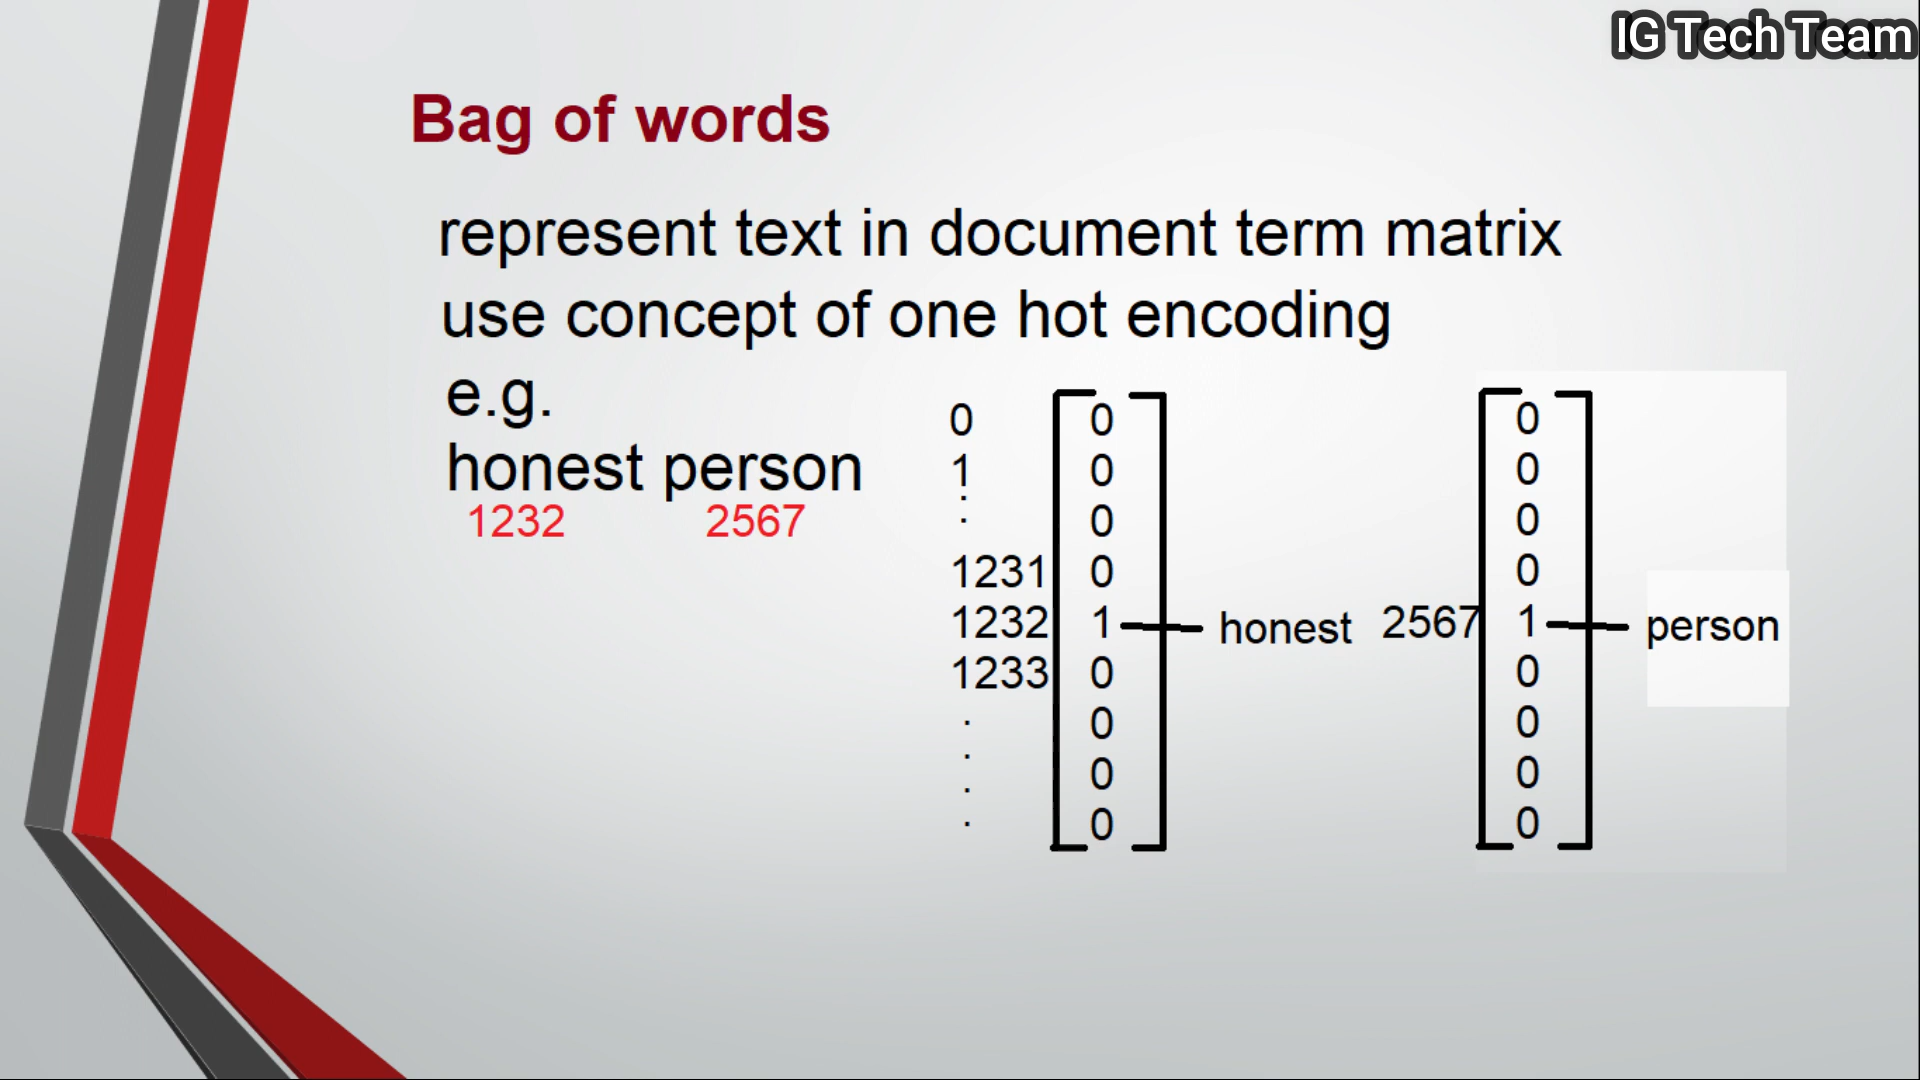 IG Tech Team
Bag of words
represent text in document term matrix
use concept of one hot encoding
e.g.
honest person
1232 2567
0 0 0
1 0 0
: 0 0
1231 0 0
1232 1 honest 2567 1 person
1233 0 0
. 0 0
. 0 0
. 0 0
.